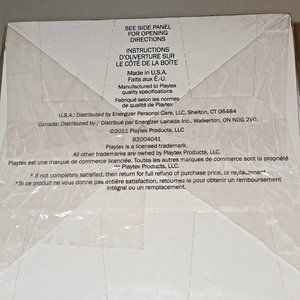 SEE SIDE PANEL
FOR OPENING
DIRECTIONS
INSTRUCTIONS
D'OUVERTURE SUR
LE CÔTÉ DE LA BOÎTE
Made in U.S.A.
Faits aux É.-U.
Manufactured to Playtex
quality specifications
Fabriqué selon les normes
de qualité de Playtex
U.S.A.: Distributed by Energizer Personal Care, LLC, Shelton, CT 06484
Canada: Distributed by / Distribué par Energizer Canada Inc., Walkerton, ON N0G 2V0.
©2011 Playtex Products, LLC
93004041
Playtex is a licensed trademark.
All other trademarks are owned by Playtex Products, LLC.
Playtex est une marque de commerce licenciée. Toutes les autres marques de commerce sont la propriété
de Playtex Products, LLC.
* If not completely satisfied, then return for full refund of purchase price, or replacement.
*Si ce produit ne vous donne pas entière satisfaction, retournez-le pour obtenir un remboursement
intégral ou un remplacement.